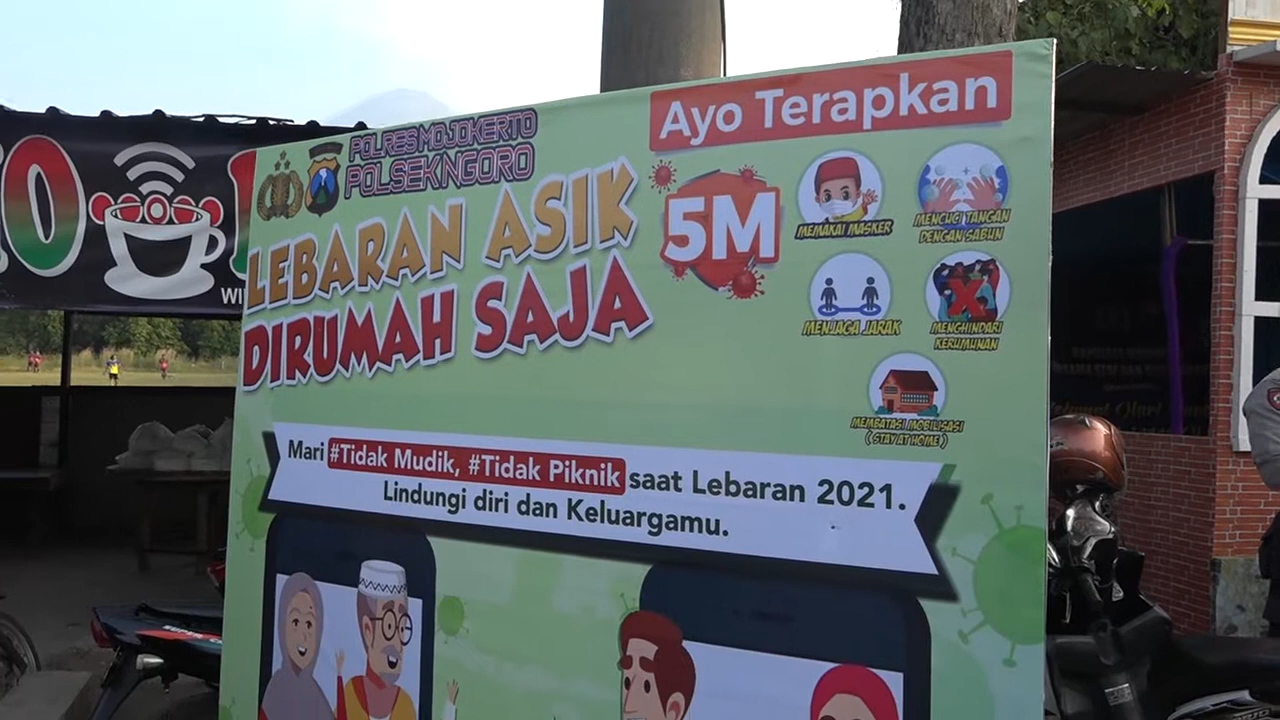 POLRES MOJOKERTO
POLSEK NGORO
LEBARAN ASIK
DIRUMAH SAJA
Ayo Terapkan
5M
MEMAKAI MASKER
MENCUCI TANGAN
DENGAN SABUN
MENJAGA JARAK
MENGHINDARI
KERUMUNAN
MEMBATASI MOBILISASI
( STAY AT HOME )
Mari #Tidak Mudik, #Tidak Piknik saat Lebaran 2021.
Lindungi diri dan Keluargamu.